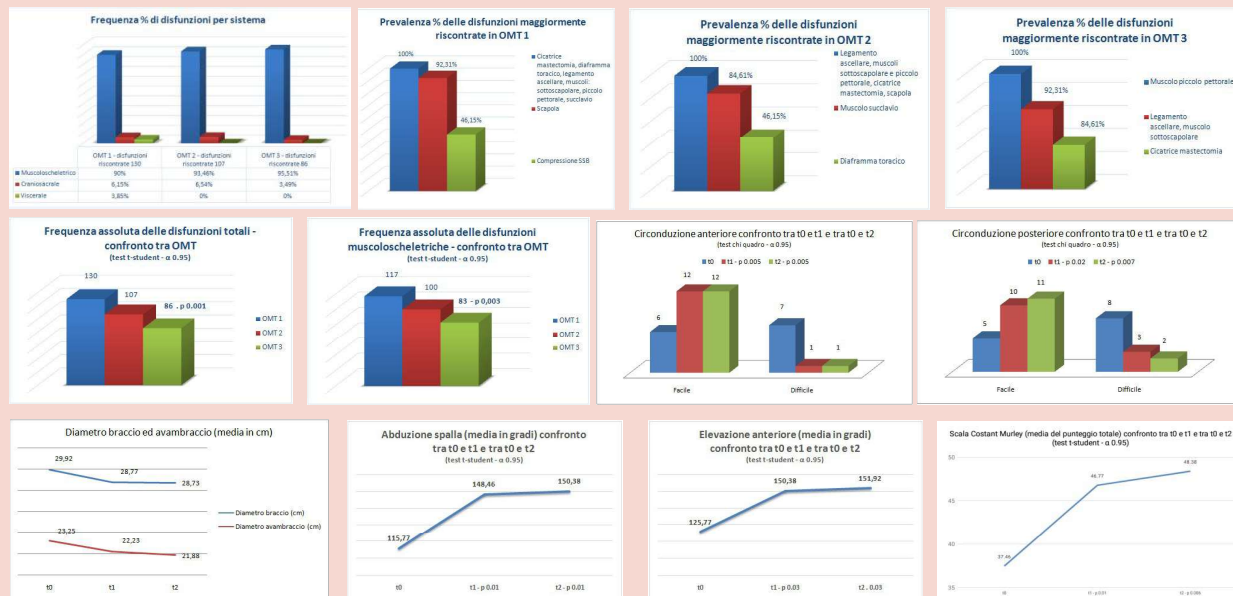 Frequenza % di disfunzioni per sistema
OMT 1 - disfunzioni riscontrate 130
OMT 2 - disfunzioni riscontrate 107
OMT 3 - disfunzioni riscontrate 86
Muscoloscheletrico 90% 93,46% 95,51%
Craniosacrale 6,15% 6,54% 3,49%
Viscerale 3,85% 0% 0%
Prevalenza % delle disfunzioni maggiormente
riscontrate in OMT 1
100%
92,31%
46,15%
Cicatrice
mastectomia, diaframma
toracico, legamento
ascellare, muscoli
sottoscapolare, piccolo
pettorale, succlavio
Scapola
Compressione SSB
Prevalenza % delle disfunzioni
maggiormente riscontrate in OMT 2
100%
84,61%
46,15%
Legamento
ascellare, muscoli
sottoscapolare e piccolo
pettorale, cicatrice
mastectomia, scapola
Muscolo succlavio
Diaframma toracico
Prevalenza % delle disfunzioni
maggiormente riscontrate in OMT 3
100%
92,31%
84,61%
Muscolo piccolo pettorale
Legamento
ascellare, muscolo
sottoscapolare
Cicatrice mastectomia
Frequenza assoluta delle disfunzioni totali -
confronto tra OMT
(test t-student - α 0.95)
130
107
86 . p 0.001
OMT 1
OMT 2
OMT 3
Frequenza assoluta delle disfunzioni
muscoloscheletriche - confronto tra OMT
(test t-student - α 0.95)
117
100
83 - p 0,003
OMT 1
OMT 2
OMT 3
Circonduzione anteriore confronto tra t0 e t1 e tra t0 e t2
(test chi quadro - α 0.95)
t0 t1 - p 0.005 t2 - p 0.005
6 12 12 7 1 1
Facile Difficile
Circonduzione posteriore confronto tra t0 e t1 e tra t0 e t2
(test chi quadro - α 0.95)
t0 t1 - p 0.02 t2 - p 0.007
5 10 11 8 3 2
Facile Difficile
Diametro braccio ed avambraccio (media in cm)
29,92
28,77
28,73
23,25
22,23
21,88
Diametro braccio (cm)
Diametro avambraccio (cm)
t0 t1 t2
Abduzione spalla (media in gradi) confronto
tra t0 e t1 e tra t0 e t2
(test t-student - α 0.95)
115,77
148,46
150,38
t0 t1 - p 0.01 t2 - p 0.01
Elevazione anteriore (media in gradi)
confronto tra t0 e t1 e tra t0 e t2
(test t-student - α 0.95)
125,77
150,38
151,92
t0 t1 - p 0.03 t2 . 0.03
Scala Costant Murley (media del punteggio totale) confronto tra t0 e t1 e tra t0 e t2
(test t-student - α 0.95)
50
45
40
35
37.46
46.77
48.38
t0 t1 - p 0.01